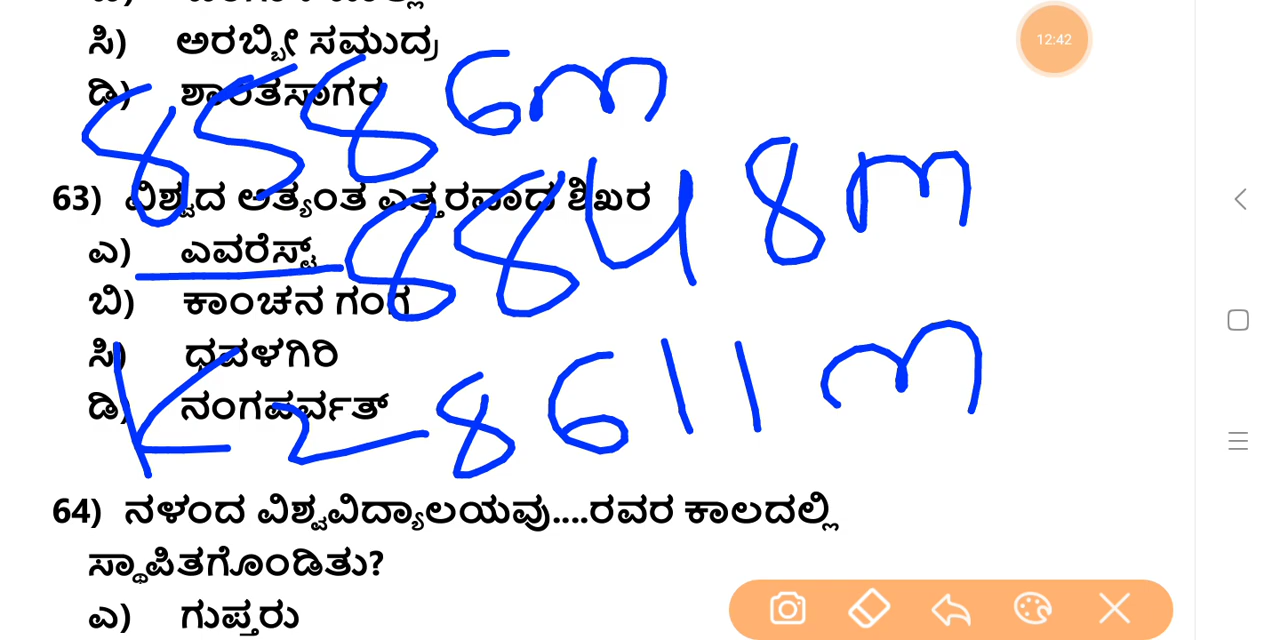 ಸಿ) ಅರಬ್ಬೀ ಸಮುದ್ರ
12:42
ಡಿ) ಶಾಂತಸಾಗರ
8586m
63) ವಿಶ್ವದ ಅತ್ಯಂತ ಎತ್ತರವಾದ ಶಿಖರ
ಎ) ಎವರೆಸ್ಟ್
8848m
ಬಿ) ಕಾಂಚನ ಗಂಗ
ಸಿ) ಧವಳಗಿರಿ
ಡಿ) ನಂಗಪರ್ವತ್
K2 8611m
64) ನಳಂದ ವಿಶ್ವವಿದ್ಯಾಲಯವು....ರವರ ಕಾಲದಲ್ಲಿ
ಸ್ಥಾಪಿತಗೊಂಡಿತು?
ಎ) ಗುಪ್ತರು